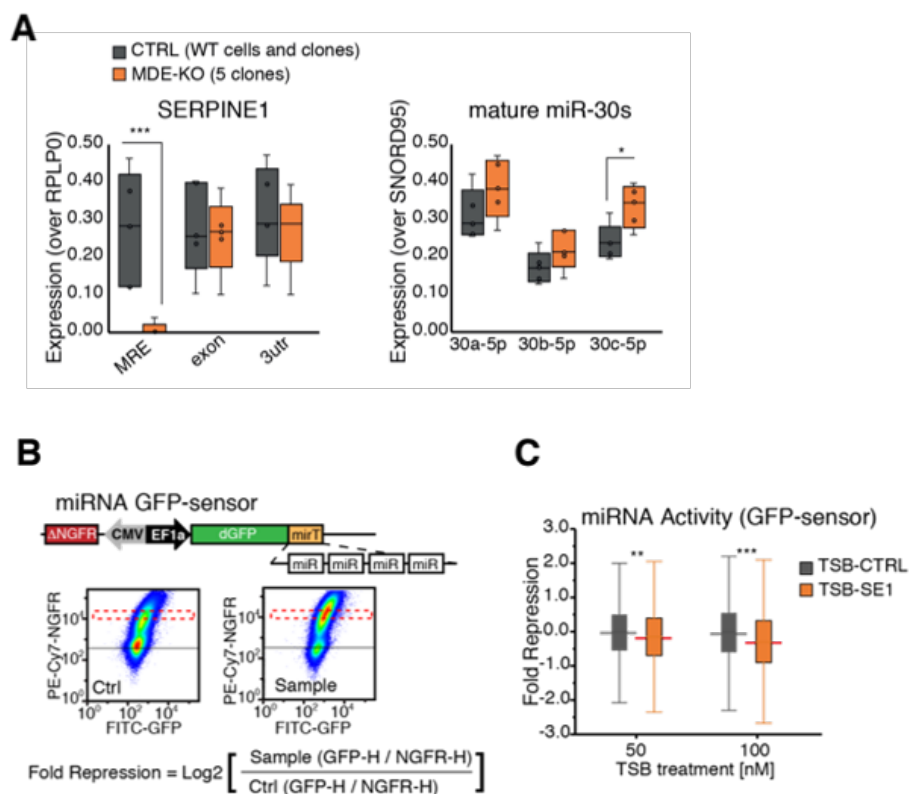 A
CTRL (WT cells and clones)
MDE-KO (5 clones)
SERPINE1
***
Expression (over RPLP0)
0.50
0.40
0.30
0.20
0.10
0.00
MRE
exon
3utr
mature miR-30s
*
Expression (over SNORD95)
0.50
0.40
0.30
0.20
0.10
0.00
30a-5p 30b-5p 30c-5p
B
miRNA GFP-sensor
ΔNGFR CMV EF1a dGFP mirT
miR miR miR miR
PE-Cy7-NGFR
10⁴
10²
10⁰
Ctrl
10⁰ 10² 10⁴
FITC-GFP
PE-Cy7-NGFR
10⁴
10²
10⁰
Sample
10⁰ 10² 10⁴
FITC-GFP
Fold Repression = Log2 [ Sample (GFP-H / NGFR-H)
Ctrl (GFP-H / NGFR-H) ]
C
miRNA Activity (GFP-sensor)
** ***
TSB-CTRL
TSB-SE1
Fold Repression
3.0
2.0
1.0
0.0
-1.0
-2.0
-3.0
50 100
TSB treatment [nM]